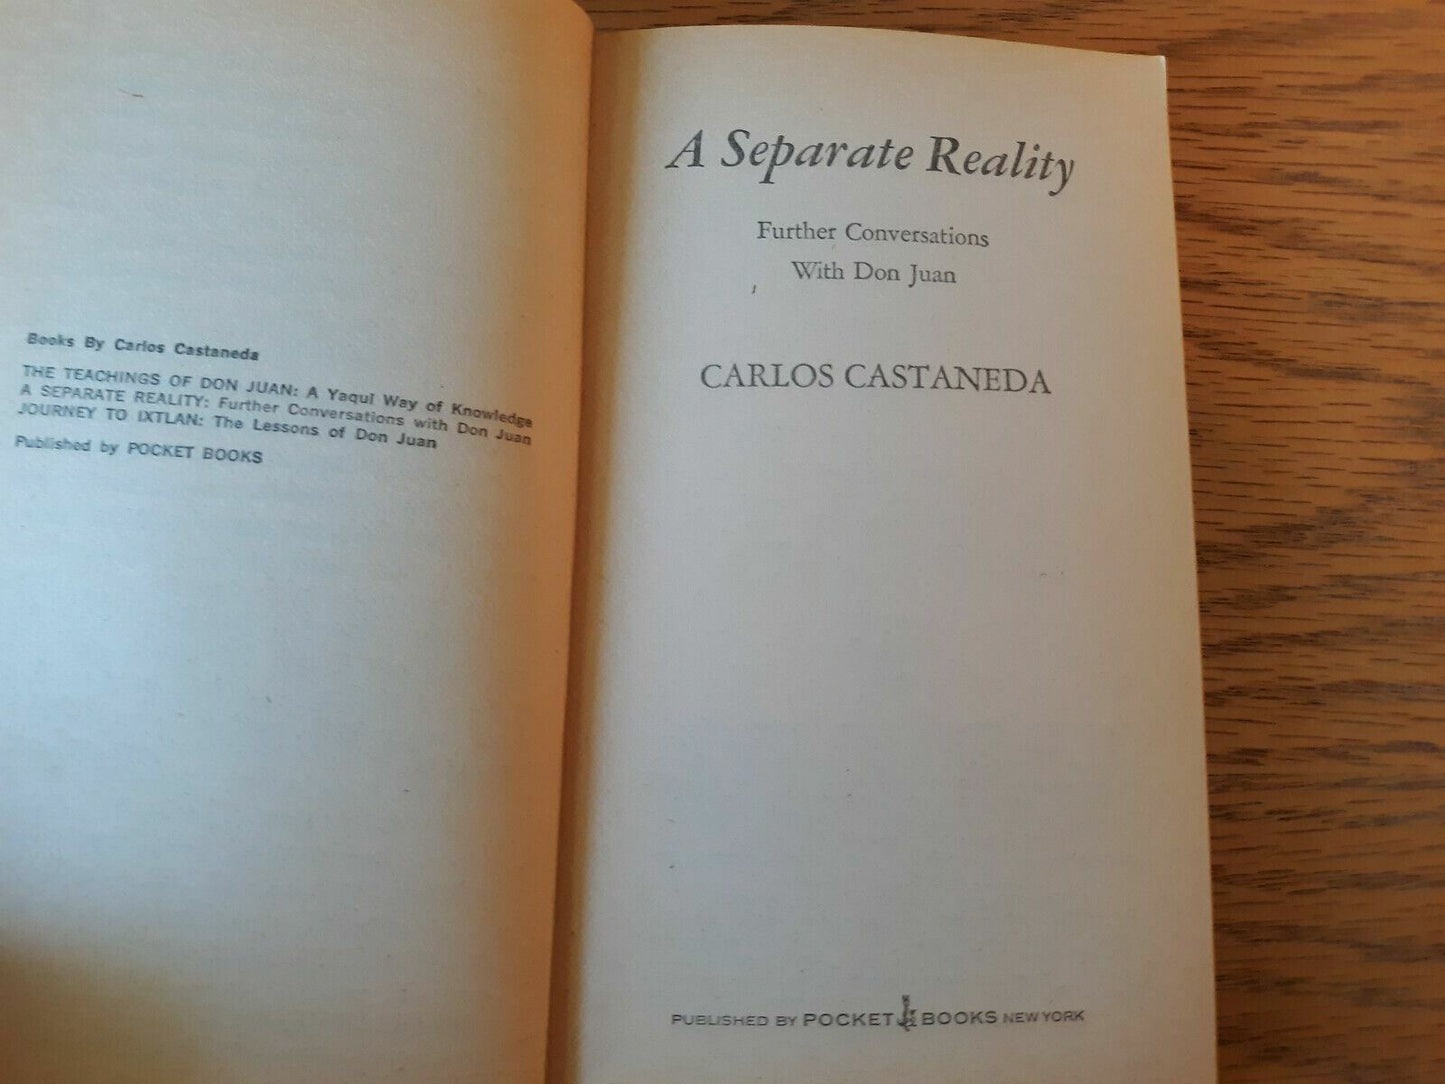 Books By Carlos Castaneda
THE TEACHINGS OF DON JUAN: A Yaqui Way of Knowledge
A SEPARATE REALITY: Further Conversations with Don Juan
JOURNEY TO IXTLAN: The Lessons of Don Juan
Published by POCKET BOOKS
A Separate Reality
Further Conversations
With Don Juan
CARLOS CASTANEDA
PUBLISHED BY POCKET BOOKS NEW YORK